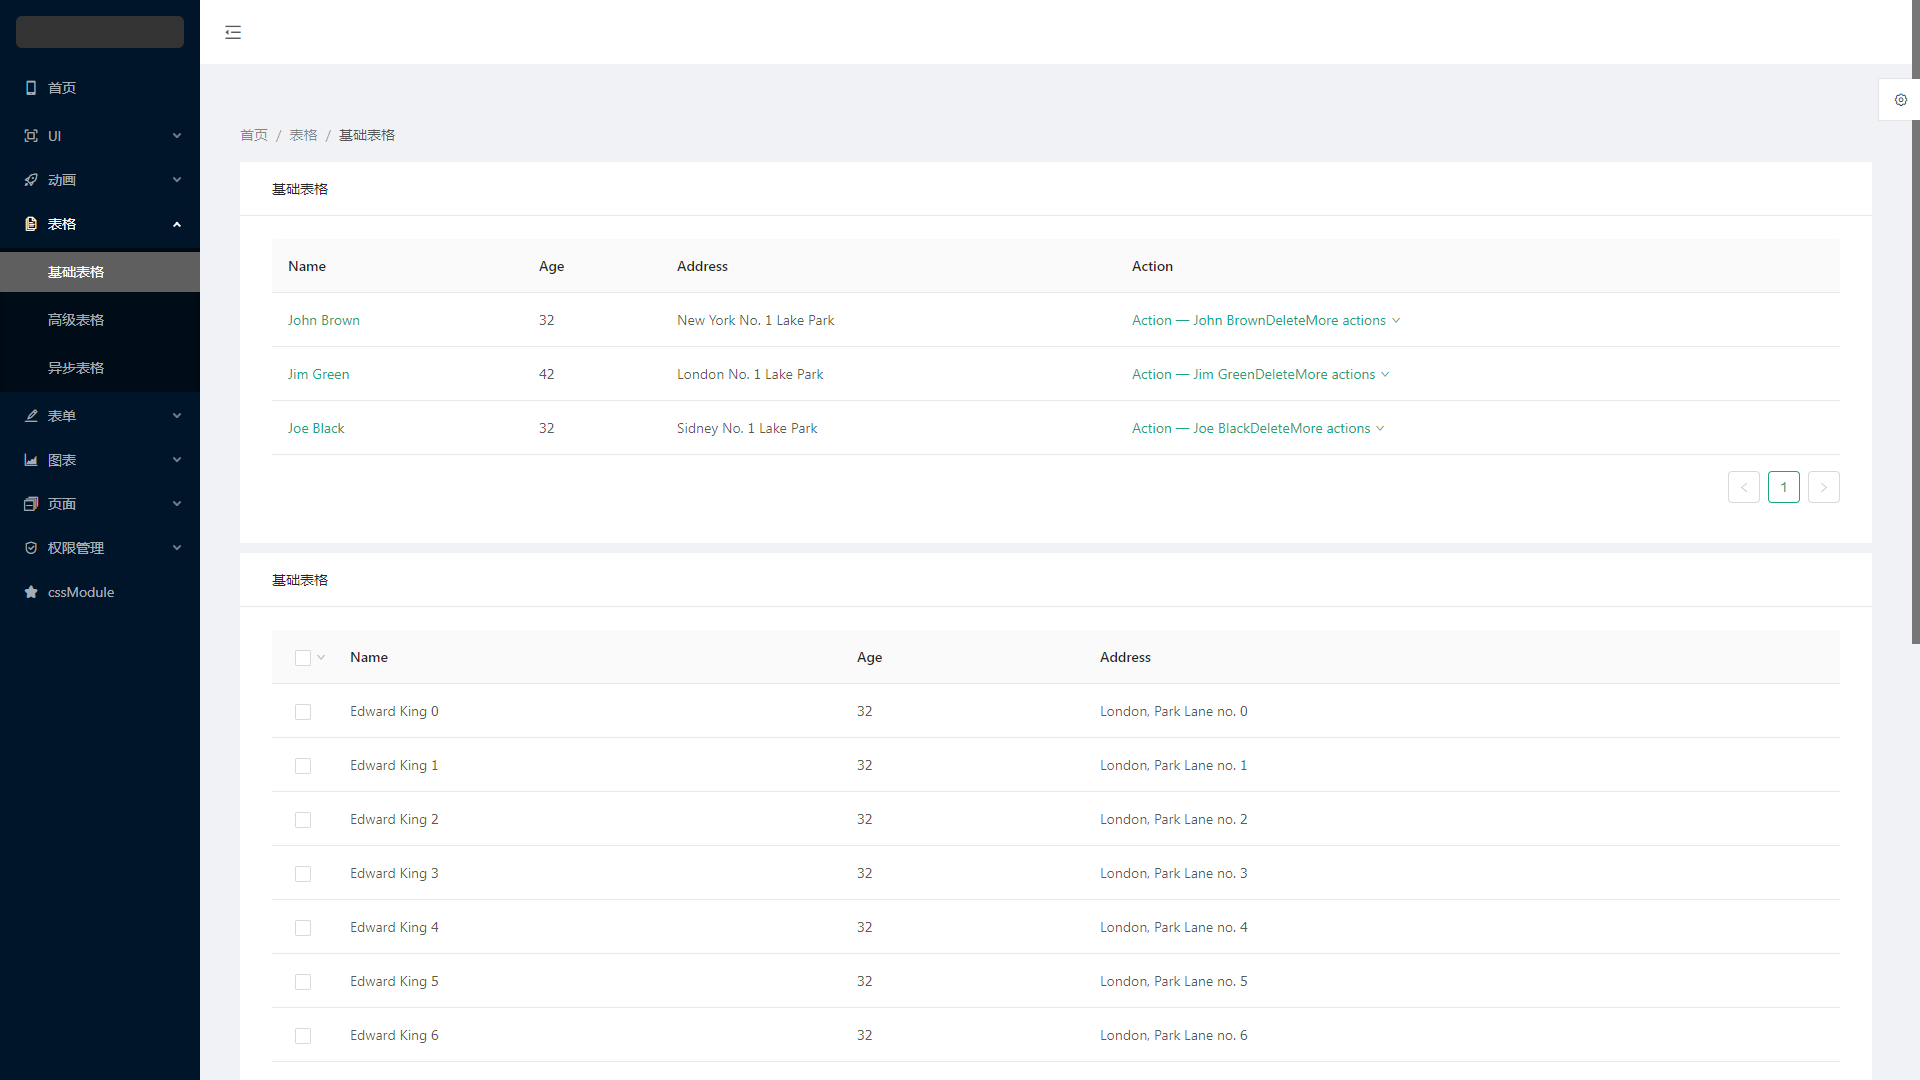 首页
UI
动画
表格
基础表格
高级表格
异步表格
表单
图表
页面
权限管理
cssModule
首页 / 表格 / 基础表格
基础表格
Name Age Address Action
John Brown 32 New York No. 1 Lake Park Action — John BrownDeleteMore actions
Jim Green 42 London No. 1 Lake Park Action — Jim GreenDeleteMore actions
Joe Black 32 Sidney No. 1 Lake Park Action — Joe BlackDeleteMore actions
1
基础表格
Name Age Address
Edward King 0 32 London, Park Lane no. 0
Edward King 1 32 London, Park Lane no. 1
Edward King 2 32 London, Park Lane no. 2
Edward King 3 32 London, Park Lane no. 3
Edward King 4 32 London, Park Lane no. 4
Edward King 5 32 London, Park Lane no. 5
Edward King 6 32 London, Park Lane no. 6